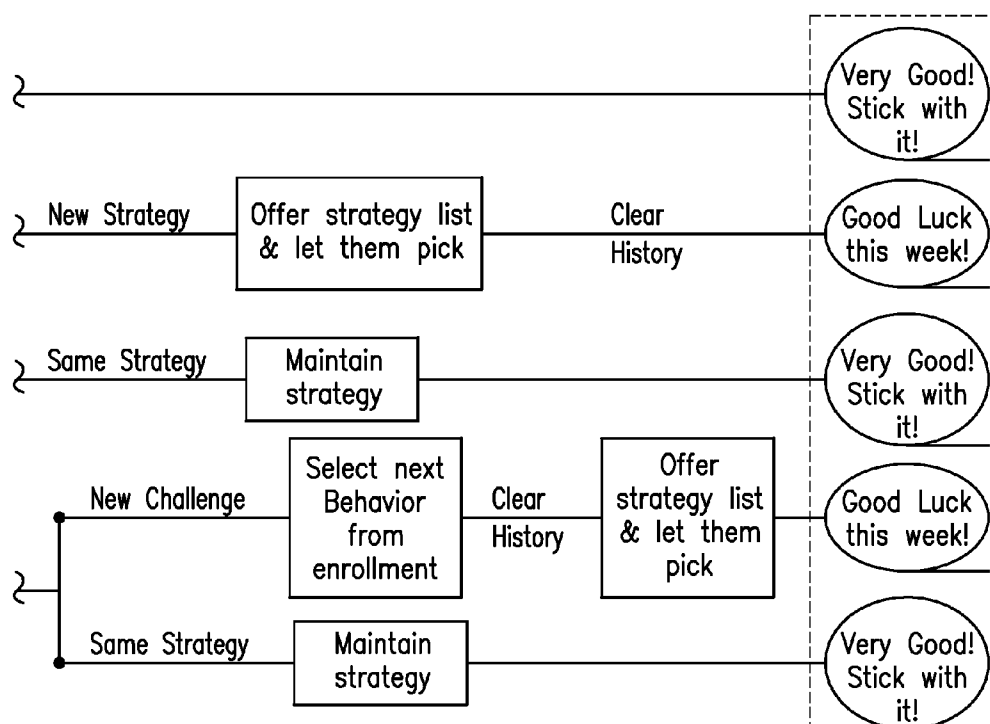 Very Good!
Stick with
it!
New Strategy
Offer strategy list
& let them pick
Clear
History
Good Luck
this week!
Same Strategy
Maintain
strategy
Very Good!
Stick with
it!
New Challenge
Select next
Behavior
from
enrollment
Clear
History
Offer
strategy list
& let them
pick
Good Luck
this week!
Same Strategy
Maintain
strategy
Very Good!
Stick with
it!